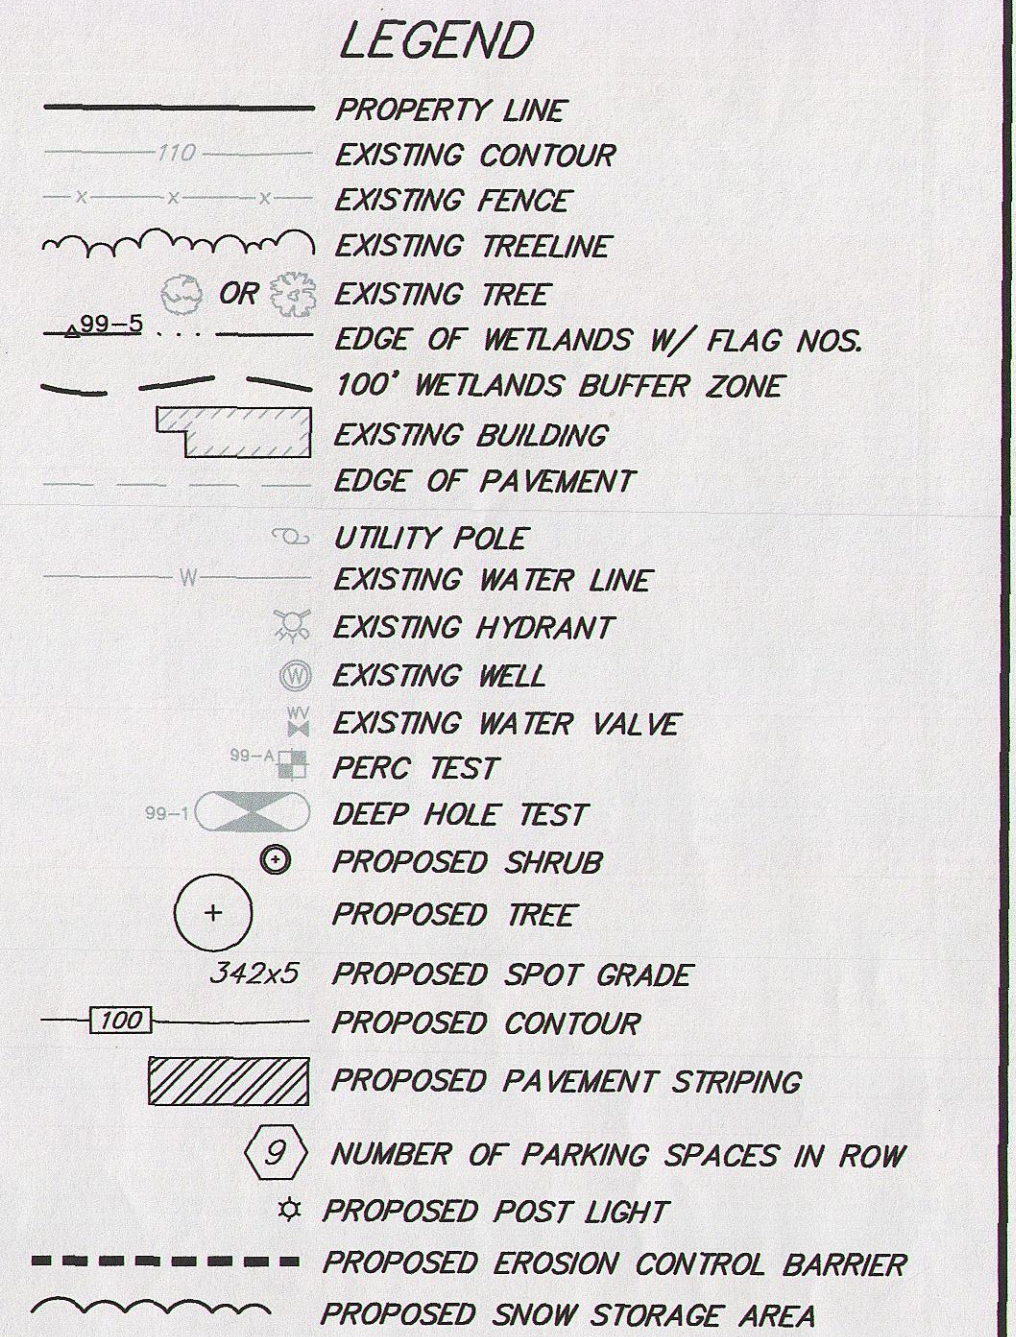 LEGEND
PROPERTY LINE
110 EXISTING CONTOUR
x x x EXISTING FENCE
EXISTING TREELINE
OR EXISTING TREE
99-5 EDGE OF WETLANDS W/ FLAG NOS.
100' WETLANDS BUFFER ZONE
EXISTING BUILDING
EDGE OF PAVEMENT
UTILITY POLE
W EXISTING WATER LINE
EXISTING HYDRANT
W EXISTING WELL
WV EXISTING WATER VALVE
99-A PERC TEST
99-1 DEEP HOLE TEST
PROPOSED SHRUB
PROPOSED TREE
342x5 PROPOSED SPOT GRADE
100 PROPOSED CONTOUR
PROPOSED PAVEMENT STRIPING
9 NUMBER OF PARKING SPACES IN ROW
PROPOSED POST LIGHT
PROPOSED EROSION CONTROL BARRIER
PROPOSED SNOW STORAGE AREA